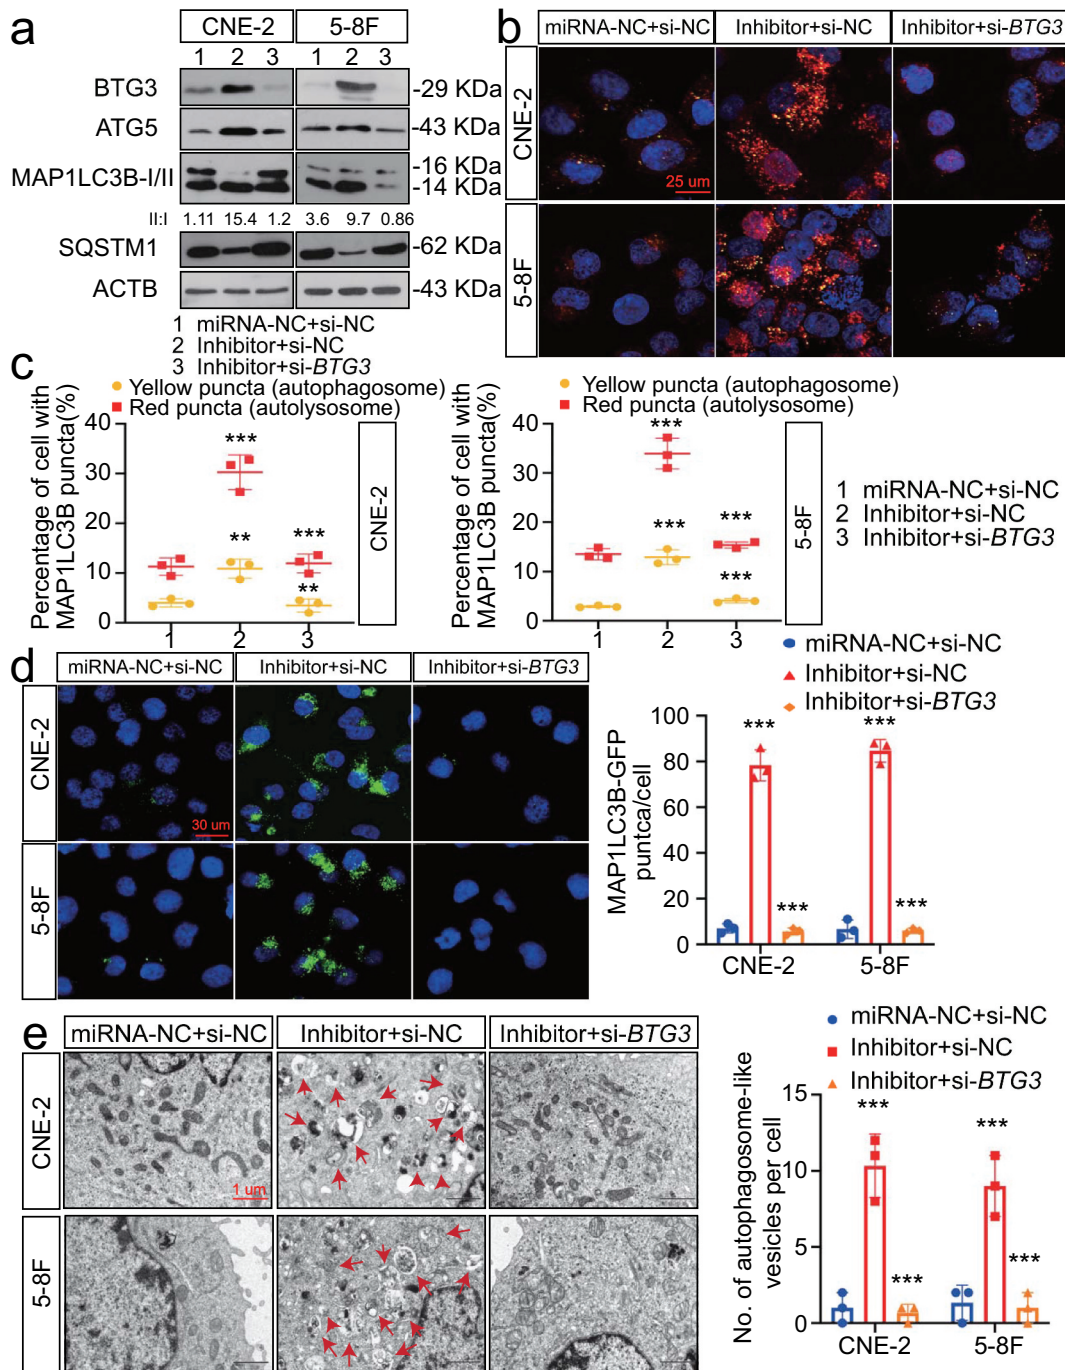 a
CNE-2 5-8F
1 2 3 1 2 3
BTG3 -29 KDa
ATG5 -43 KDa
MAP1LC3B-I/II -16 KDa
-14 KDa
II:I 1.11 15.4 1.2 3.6 9.7 0.86
SQSTM1 -62 KDa
ACTB -43 KDa
1 miRNA-NC+si-NC
2 Inhibitor+si-NC
3 Inhibitor+si-BTG3
b
miRNA-NC+si-NC Inhibitor+si-NC Inhibitor+si-BTG3
CNE-2
25 um
5-8F
c
Yellow puncta (autophagosome)
Red puncta (autolysosome)
Percentage of cell with
MAP1LC3B puncta(%)
40
30
20
10
0
***
**
***
**
1 2 3
CNE-2
Yellow puncta (autophagosome)
Red puncta (autolysosome)
Percentage of cell with
MAP1LC3B puncta(%)
40
30
20
10
0
***
***
***
***
1 2 3
5-8F
1 miRNA-NC+si-NC
2 Inhibitor+si-NC
3 Inhibitor+si-BTG3
d
miRNA-NC+si-NC Inhibitor+si-NC Inhibitor+si-BTG3
CNE-2
30 um
5-8F
miRNA-NC+si-NC
Inhibitor+si-NC
Inhibitor+si-BTG3
MAP1LC3B-GFP
puntca/cell
100
80
60
40
20
0
*** ***
*** ***
CNE-2 5-8F
e
miRNA-NC+si-NC Inhibitor+si-NC Inhibitor+si-BTG3
CNE-2
1 um
5-8F
miRNA-NC+si-NC
Inhibitor+si-NC
Inhibitor+si-BTG3
No. of autophagosome-like
vesicles per cell
15
10
5
0
*** ***
*** ***
CNE-2 5-8F